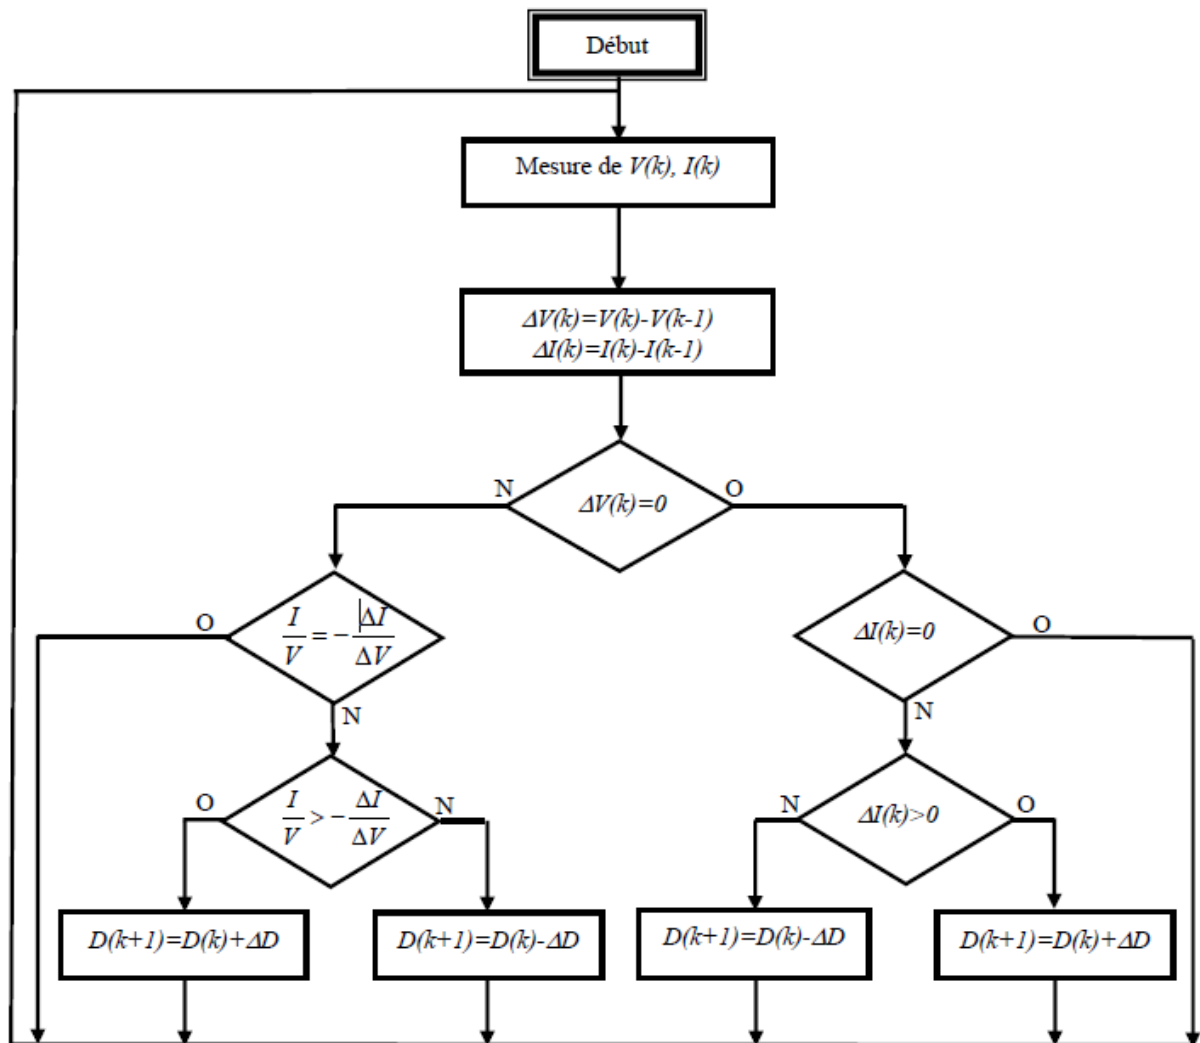 Début
Mesure de V(k), I(k)
ΔV(k)=V(k)-V(k-1)
ΔI(k)=I(k)-I(k-1)
N
ΔV(k)=0
O
O
I/V = -ΔI/ΔV
N
ΔI(k)=0
O
N
O
I/V > -ΔI/ΔV
N
N
ΔI(k)>0
O
D(k+1)=D(k)+ΔD
D(k+1)=D(k)-ΔD
D(k+1)=D(k)-ΔD
D(k+1)=D(k)+ΔD